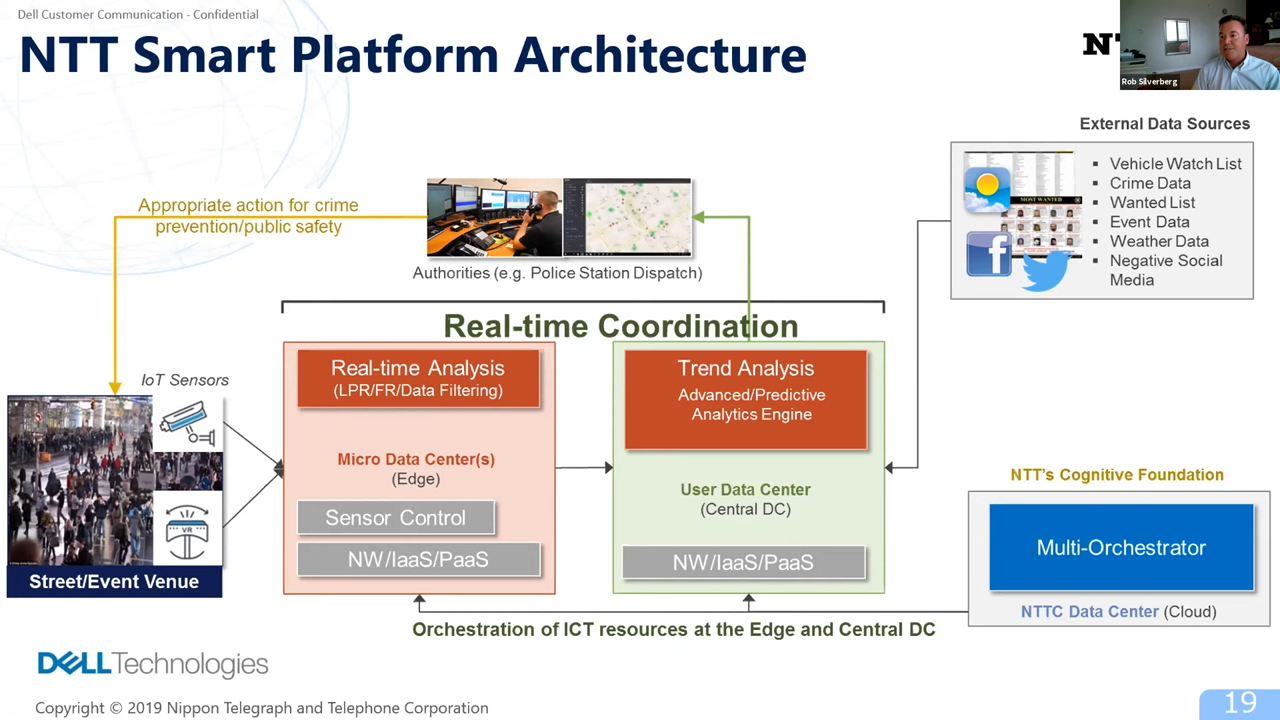 Dell Customer Communication - Confidential
NTT Smart Platform Architecture
Rob Silverberg
External Data Sources
▪ Vehicle Watch List
▪ Crime Data
▪ Wanted List
▪ Event Data
▪ Weather Data
▪ Negative Social
Media
MOST WANTED
Appropriate action for crime
prevention/public safety
Authorities (e.g. Police Station Dispatch)
Real-time Coordination
IoT Sensors
VR
Street/Event Venue
Real-time Analysis
(LPR/FR/Data Filtering)
Micro Data Center(s)
(Edge)
Sensor Control
NW/IaaS/PaaS
Trend Analysis
Advanced/Predictive
Analytics Engine
User Data Center
(Central DC)
NW/IaaS/PaaS
NTT's Cognitive Foundation
Multi-Orchestrator
NTTC Data Center (Cloud)
Orchestration of ICT resources at the Edge and Central DC
DELLTechnologies
Copyright © 2019 Nippon Telegraph and Telephone Corporation
19